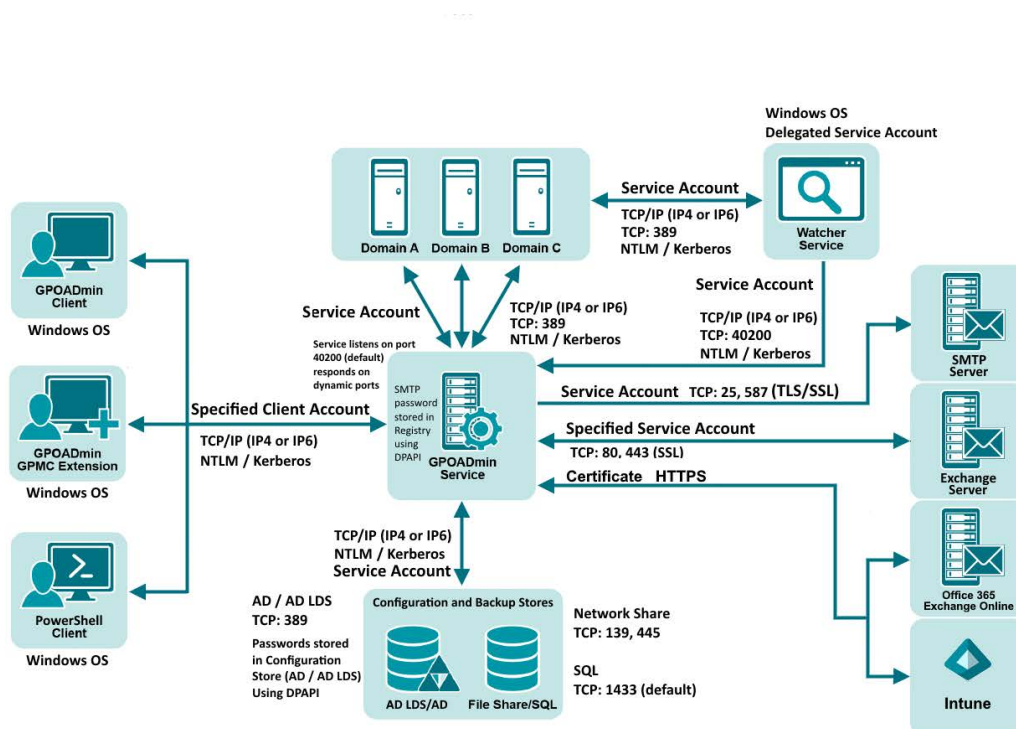 Windows OS
Delegated Service Account
Domain A
Domain B
Domain C
Service Account
TCP/IP (IP4 or IP6)
TCP: 389
NTLM / Kerberos
Watcher
Service
GPOADmin
Client
Windows OS
GPOADmin
GPMC Extension
Windows OS
PowerShell
Client
Windows OS
Specified Client Account
TCP/IP (IP4 or IP6)
NTLM / Kerberos
Service Account
Service listens on port
40200 (default)
responds on
dynamic ports
TCP/IP (IP4 or IP6)
TCP: 389
NTLM / Kerberos
Service Account
TCP/IP (IP4 or IP6)
TCP: 40200
NTLM / Kerberos
SMTP
password
stored in
Registry
using
DPAPI
GPOADmin
Service
Service Account TCP: 25, 587 (TLS/SSL)
Specified Service Account
TCP: 80, 443 (SSL)
Certificate HTTPS
SMTP
Server
Exchange
Server
Office 365
Exchange Online
Intune
TCP/IP (IP4 or IP6)
NTLM / Kerberos
Service Account
AD / AD LDS
TCP: 389
Passwords stored
in Configuration
Store (AD / AD LDS)
Using DPAPI
Configuration and Backup Stores
AD LDS/AD
File Share/SQL
Network Share
TCP: 139, 445
SQL
TCP: 1433 (default)